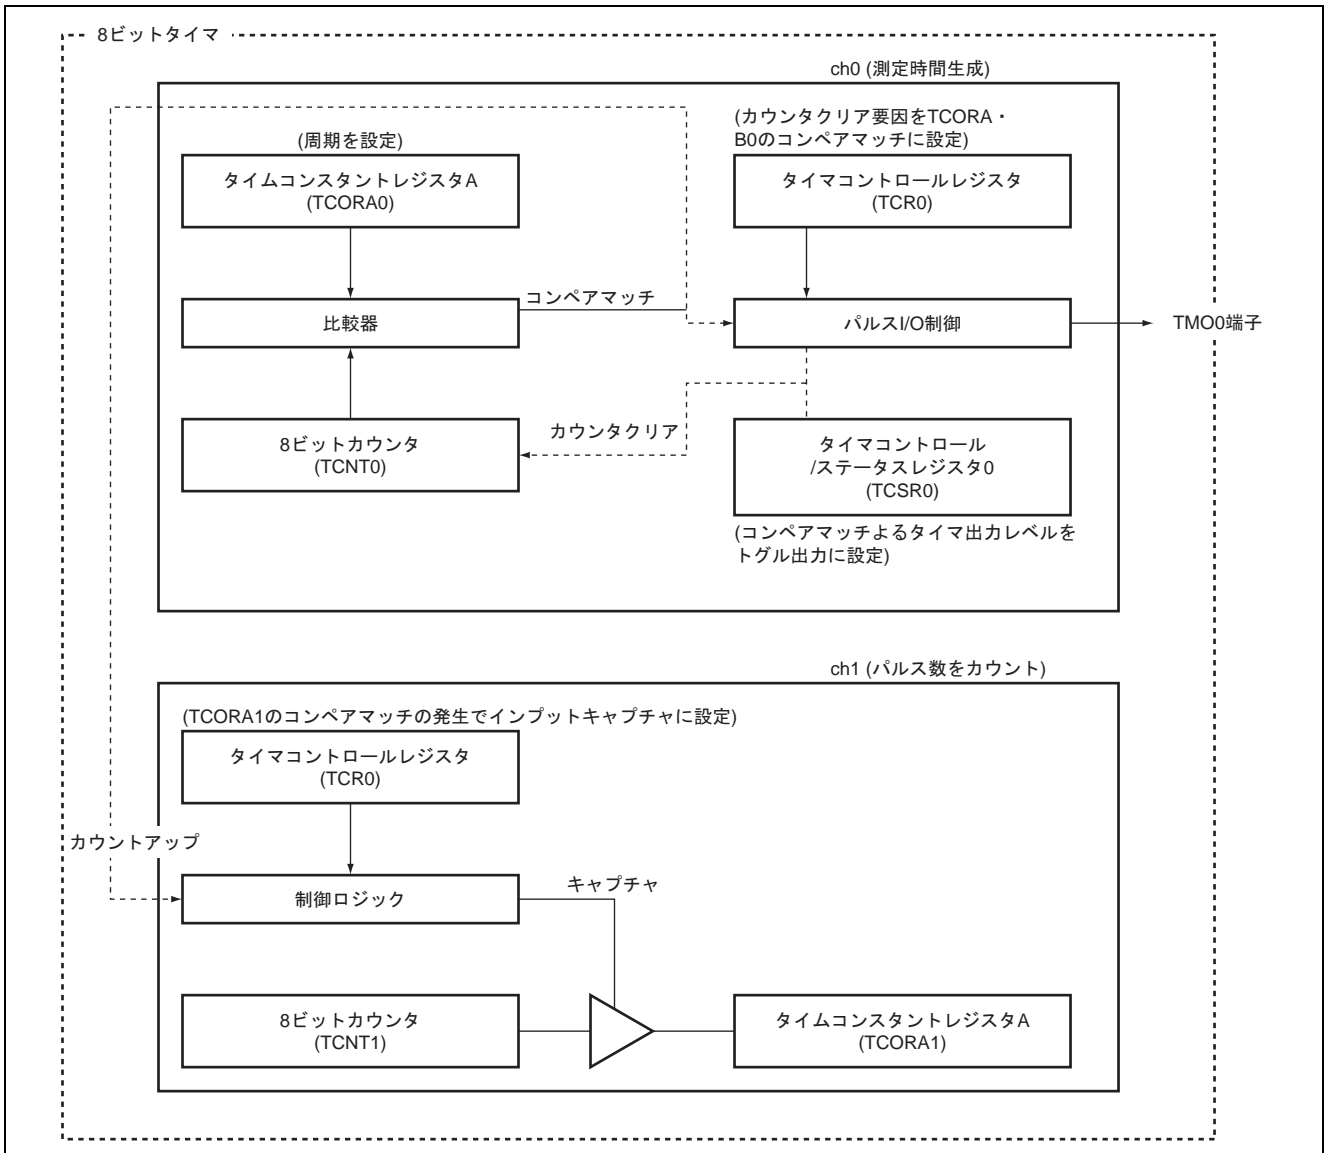 8ビットタイマ
ch0 (測定時間生成)
(周期を設定)
タイムコンスタントレジスタA
(TCORA0)
(カウンタクリア要因をTCORA・
B0のコンペアマッチに設定)
タイマコントロールレジスタ
(TCR0)
比較器
コンペアマッチ
パルスI/O制御
TMO0端子
8ビットカウンタ
(TCNT0)
カウンタクリア
タイマコントロール
/ステータスレジスタ0
(TCSR0)
(コンペアマッチよるタイマ出力レベルを
トグル出力に設定)
ch1 (パルス数をカウント)
(TCORA1のコンペアマッチの発生でインプットキャプチャに設定)
タイマコントロールレジスタ
(TCR0)
カウントアップ
制御ロジック
キャプチャ
8ビットカウンタ
(TCNT1)
タイムコンスタントレジスタA
(TCORA1)